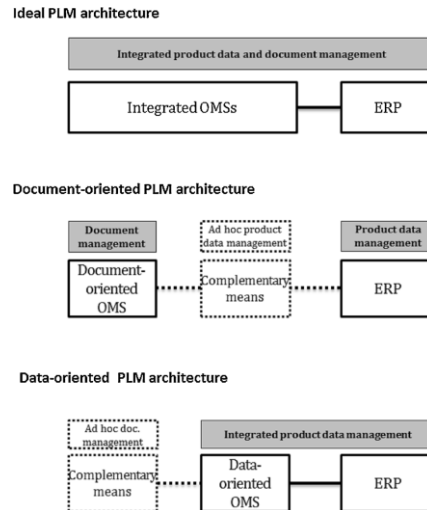 Ideal PLM architecture
Integrated product data and document management
Integrated OMSs
ERP
Document-oriented PLM architecture
Document
management
Ad hoc product
data management
Product data
management
Document-
oriented
OMS
Complementary
means
ERP
Data-oriented PLM architecture
Ad hoc doc.
management
Integrated product data management
Complementary
means
Data-
oriented
OMS
ERP